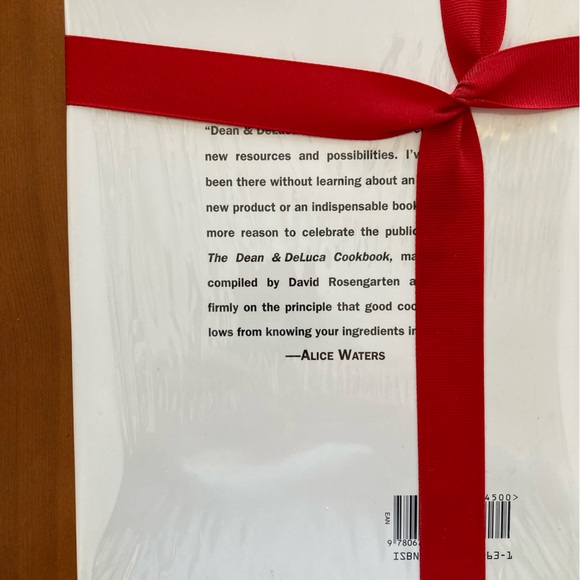 “Dean & DeLuca
new resources and possibilities. I’v
been there without learning about an
new product or an indispensable book
more reason to celebrate the public
The Dean & DeLuca Cookbook, ma
compiled by David Rosengarten a
firmly on the principle that good coo
lows from knowing your ingredients in
—ALICE WATERS
4500>
EAN
9 7806
ISBN 63-1